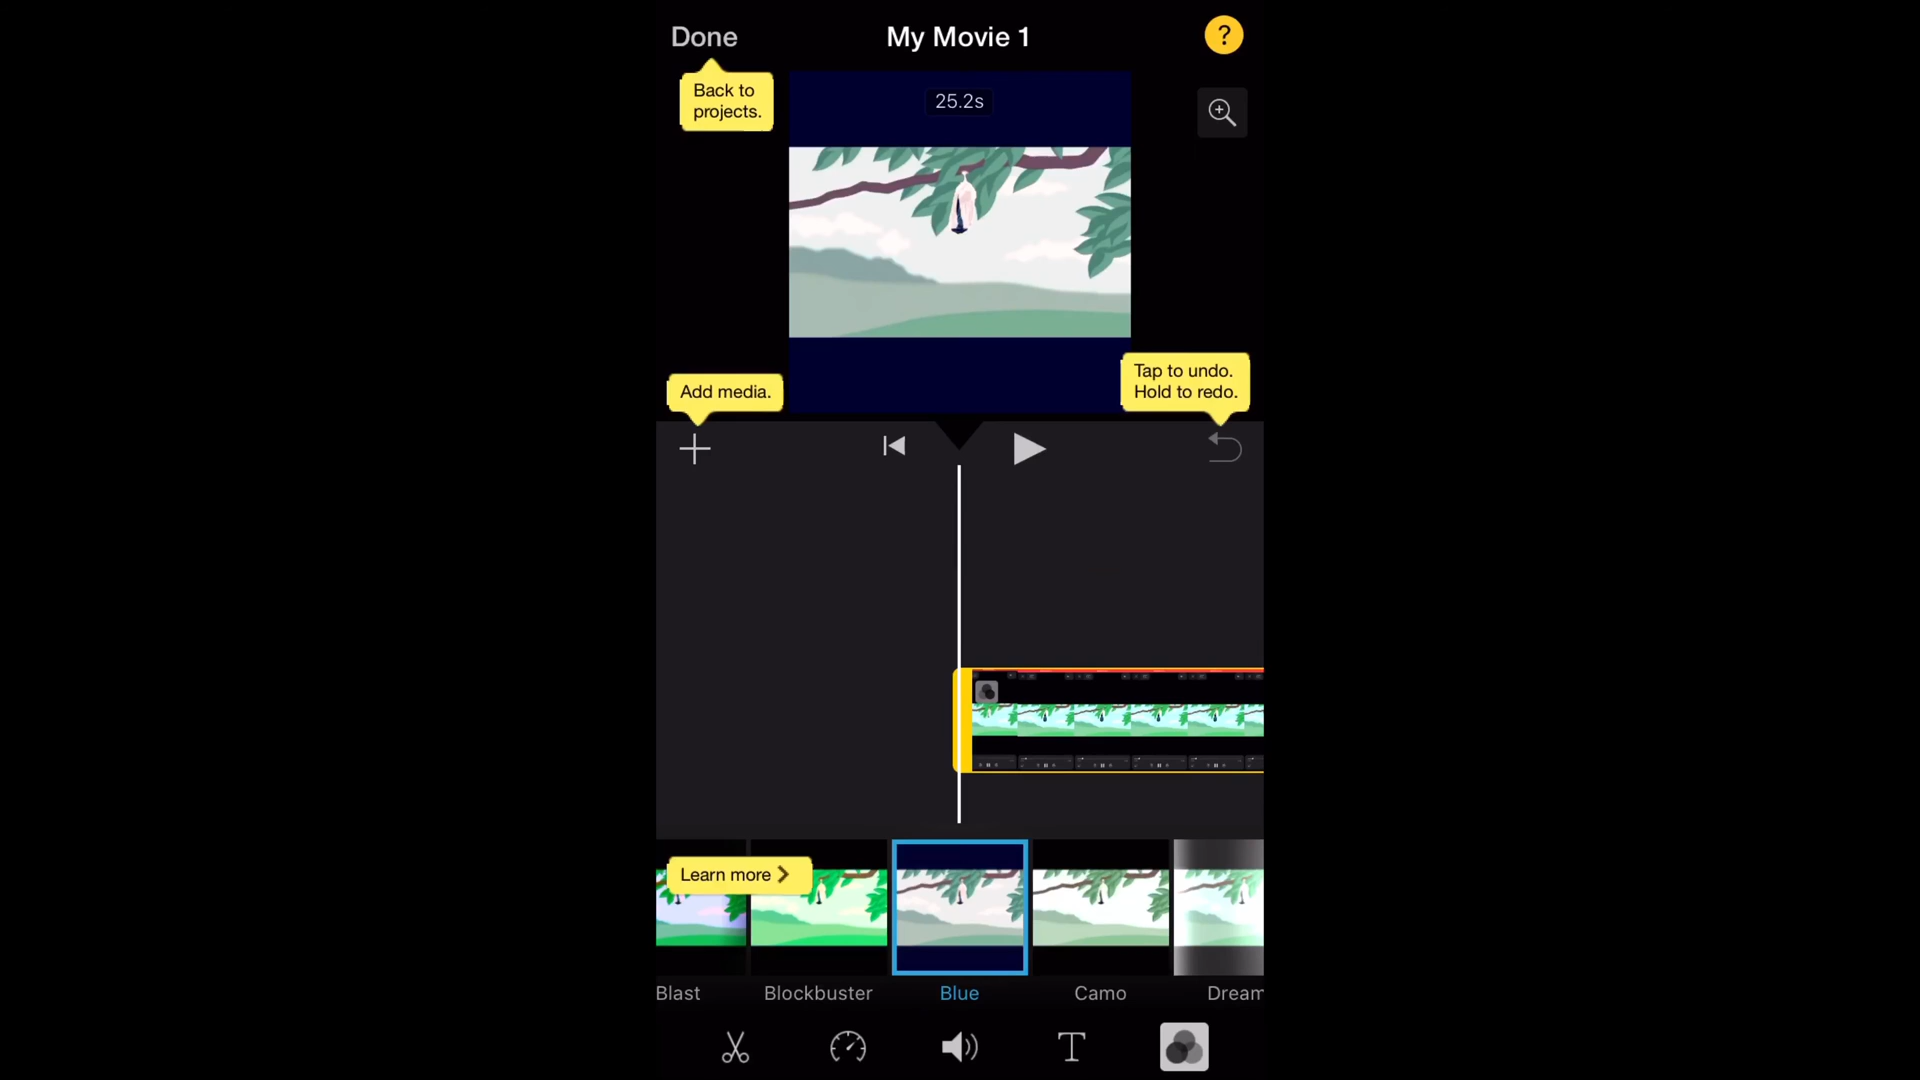 Done
My Movie 1
?
Back to
projects.
25.2s
Add media.
Tap to undo.
Hold to redo.
Learn more
Blast
Blockbuster
Blue
Camo
Dream
T